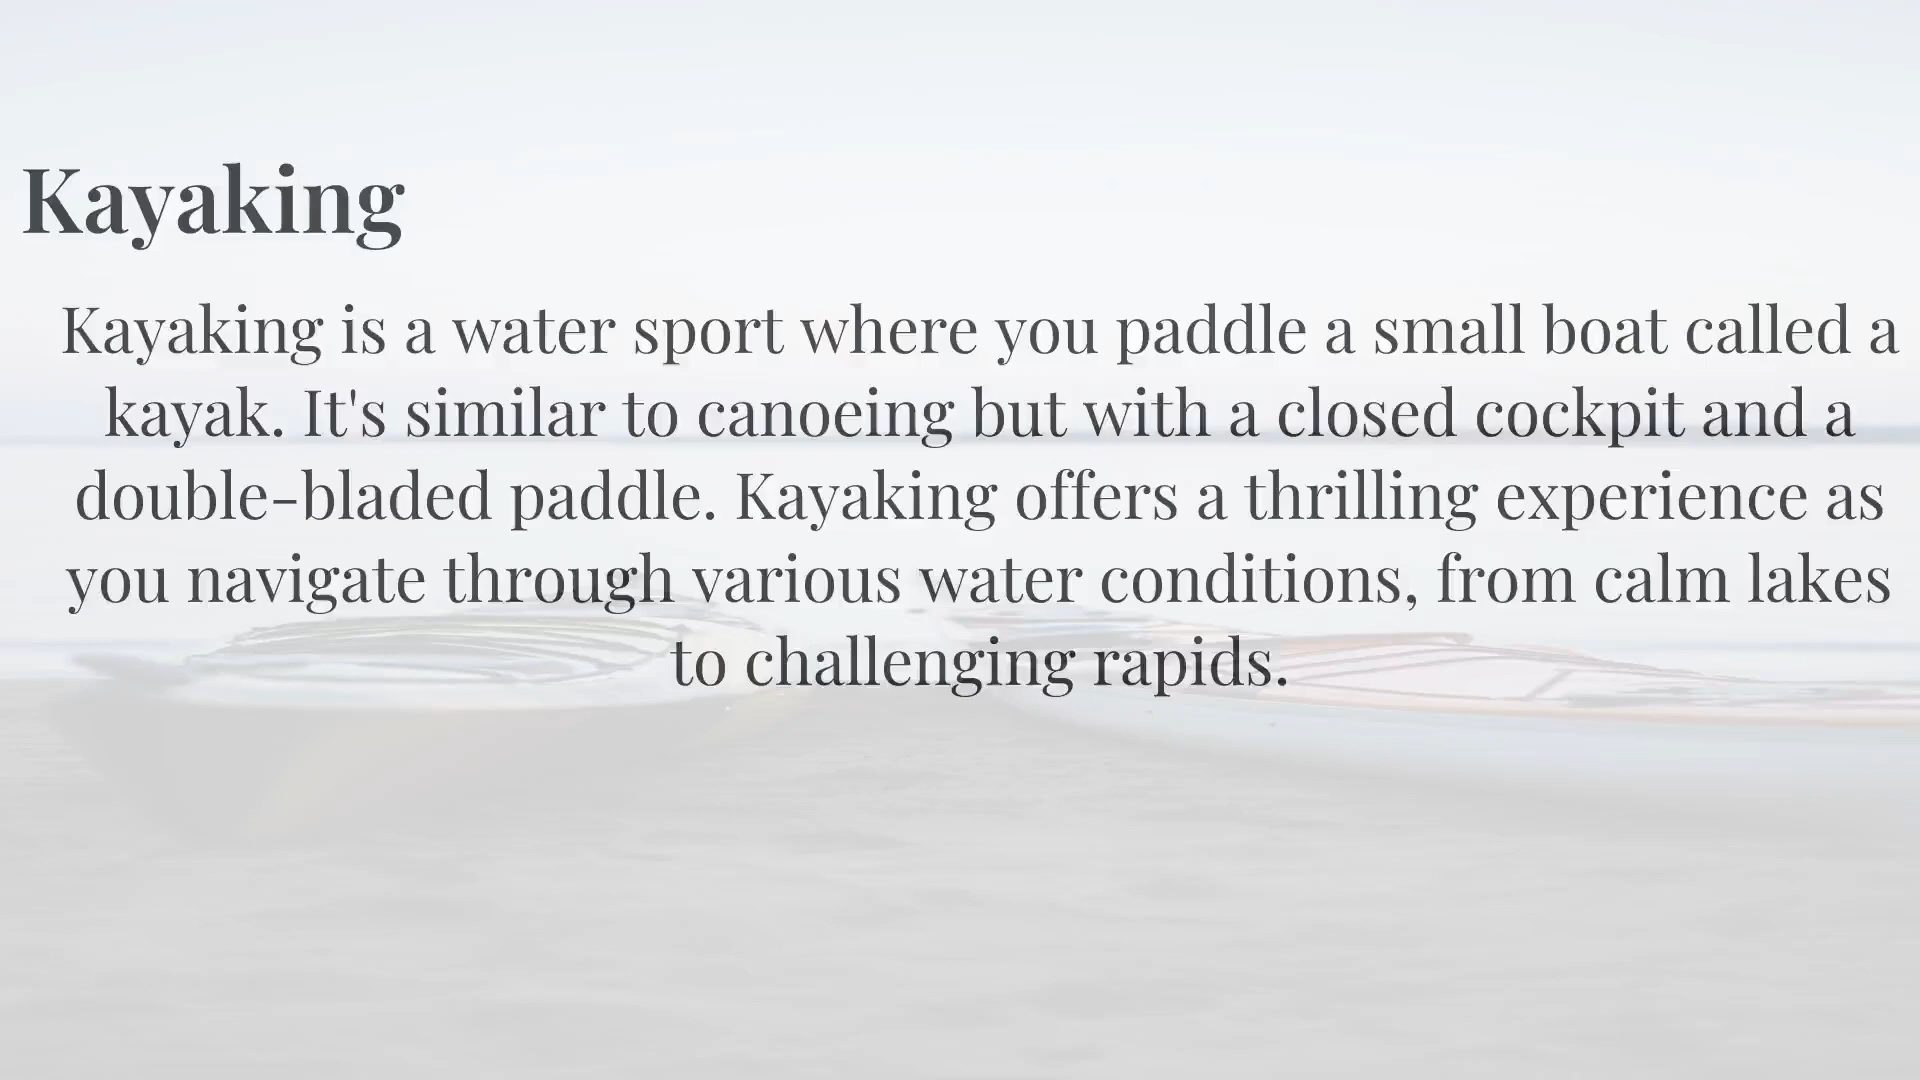 Kayaking
Kayaking is a water sport where you paddle a small boat called a
kayak. It's similar to canoeing but with a closed cockpit and a
double-bladed paddle. Kayaking offers a thrilling experience as
you navigate through various water conditions, from calm lakes
to challenging rapids.